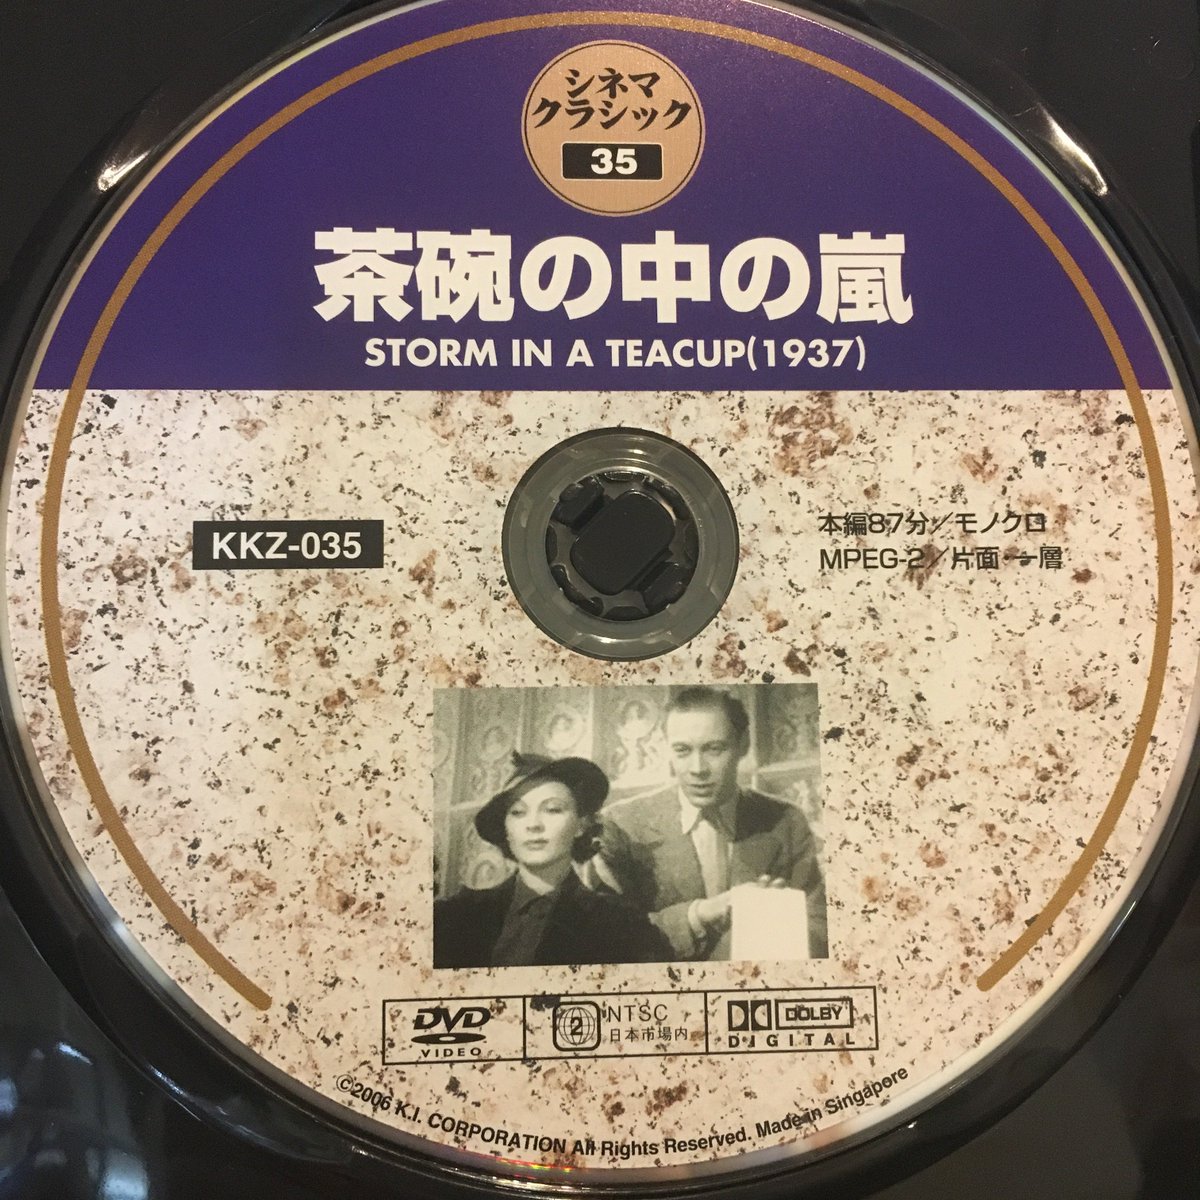 シネマ
クラシック
35
茶碗の中の嵐
STORM IN A TEACUP(1937)
KKZ-035
本編87分／モノクロ
MPEG-2／片面・一層
DVD
VIDEO
2
NTSC
日本市場内
DOLBY
DIGITAL
©2006 K.I. CORPORATION All Rights Reserved. Made in Singapore